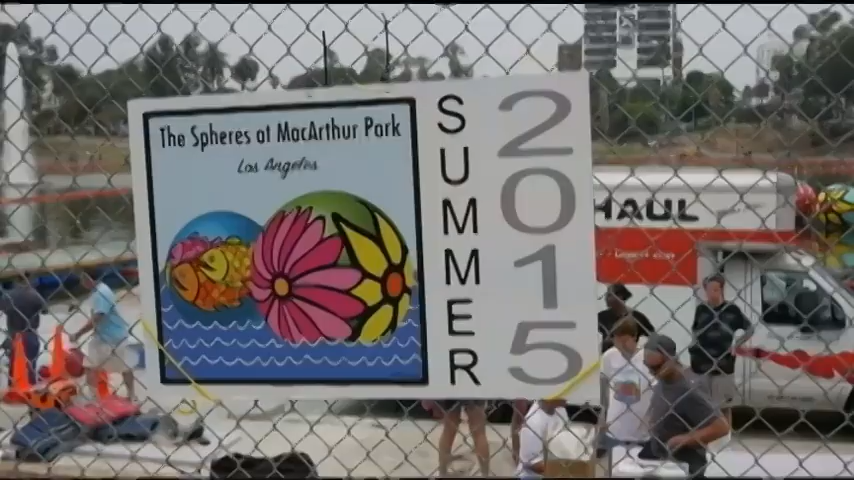 The Spheres at MacArthur Park
Los Angeles
SUMMER
2015
HAUL